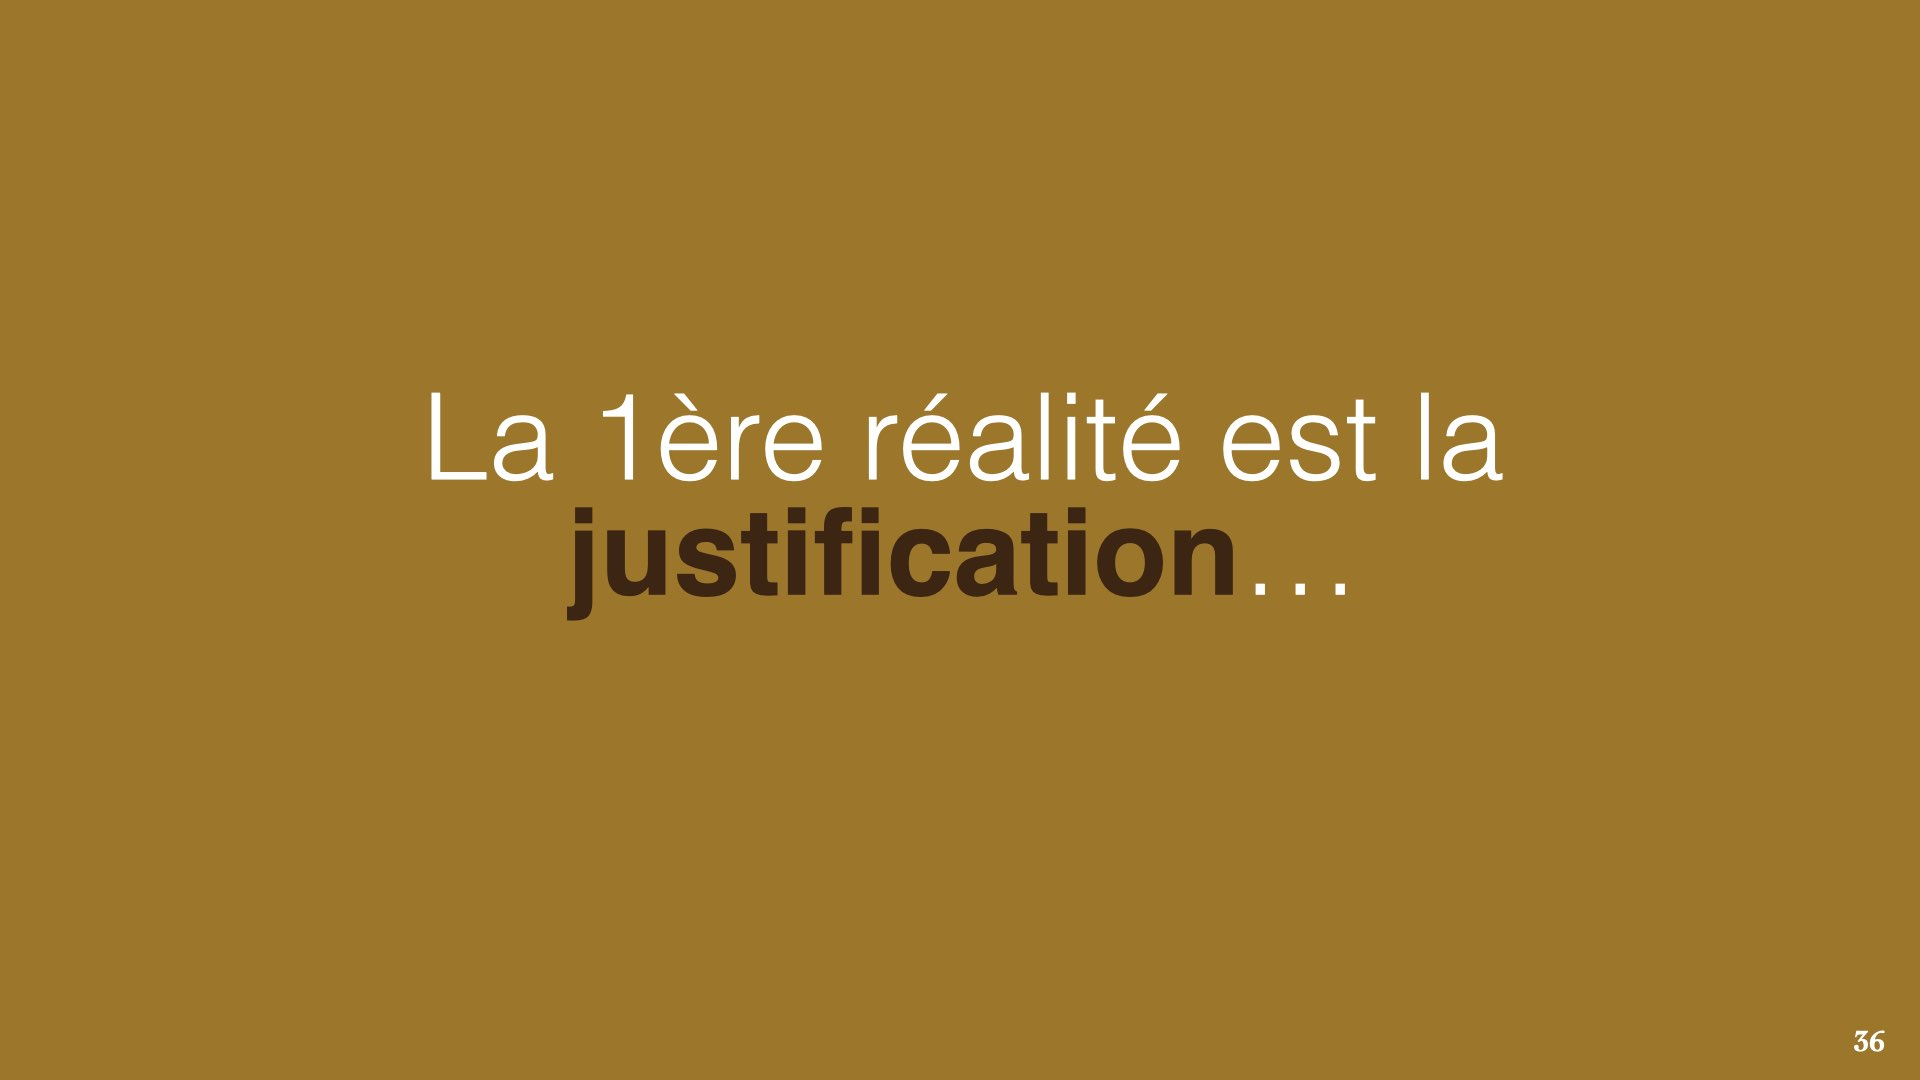 La 1ère réalité est la
justification…
36